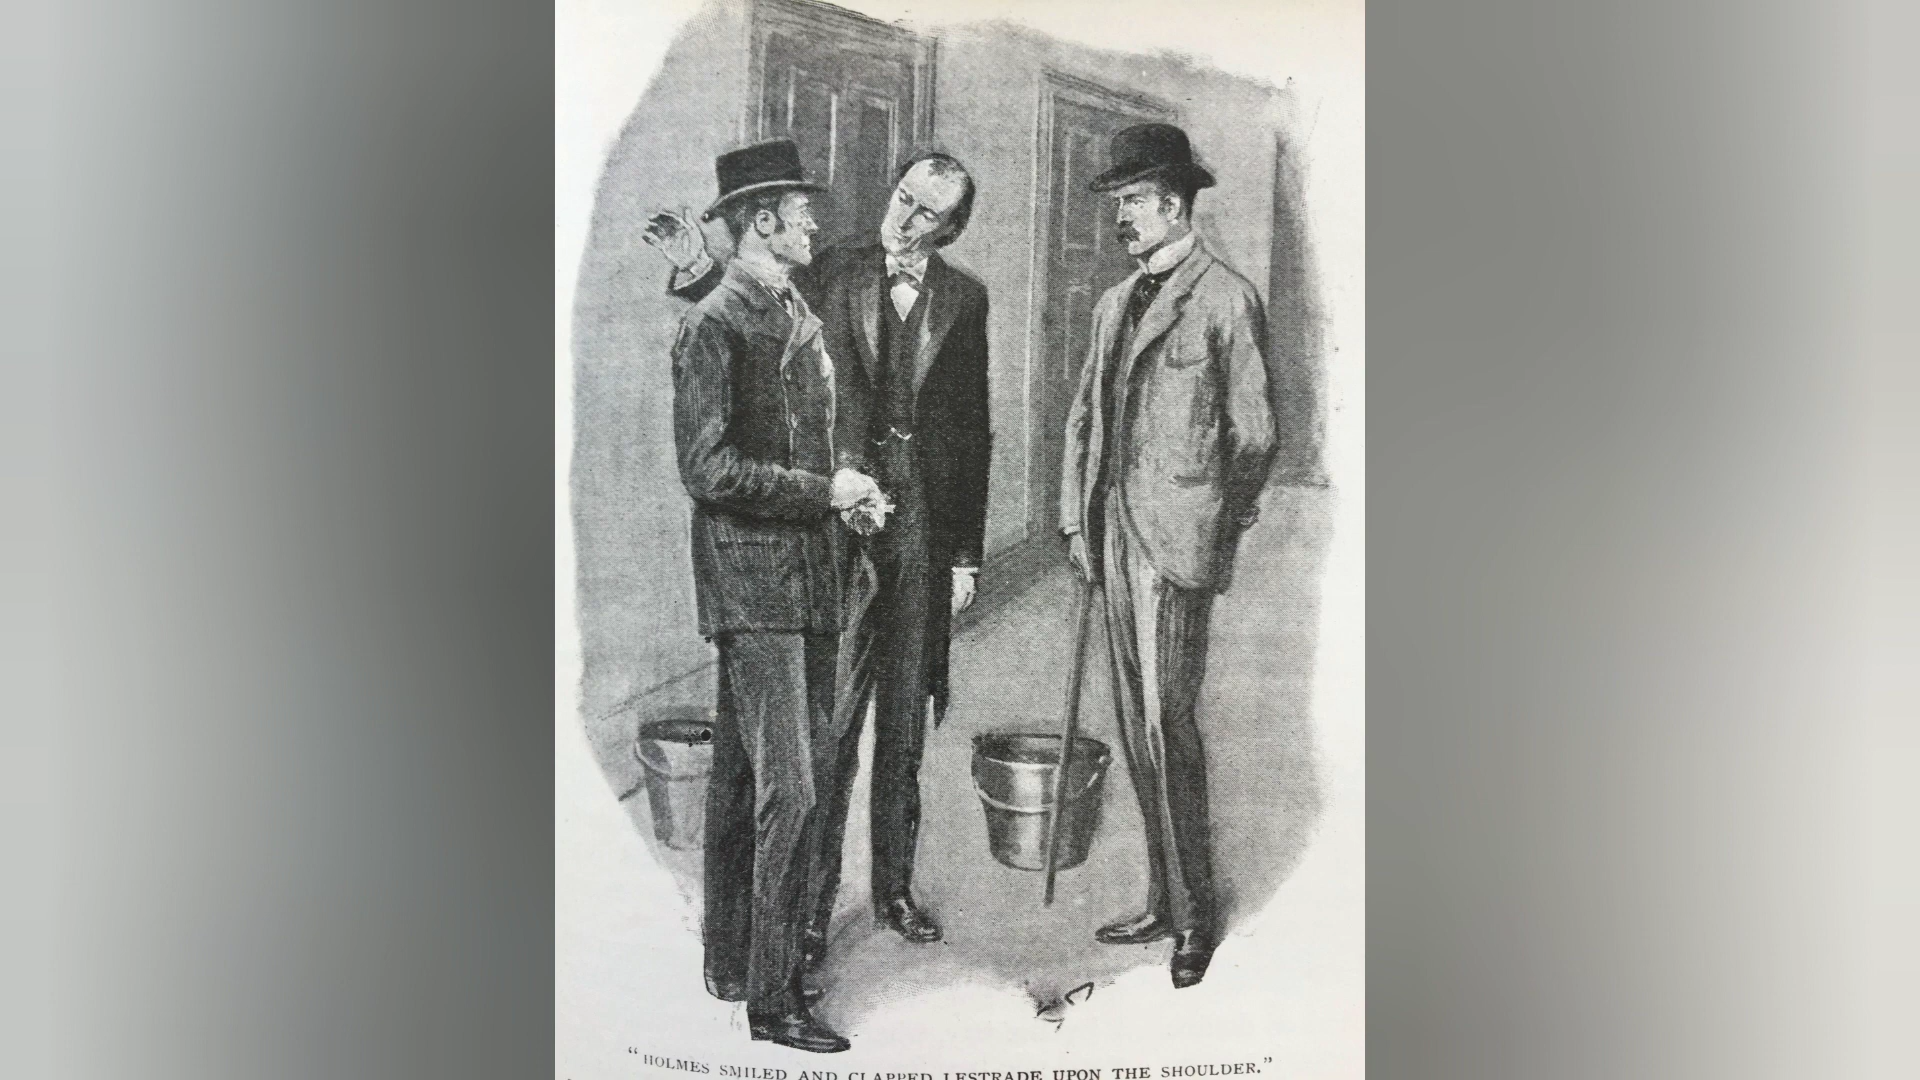 “HOLMES SMILED AND CLAPPED LESTRADE UPON THE SHOULDER.”